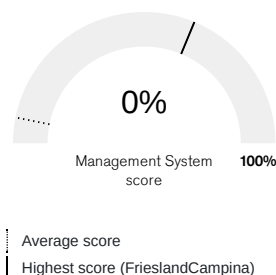 0%
Management System
score
100%
Average score
Highest score (FrieslandCampina)